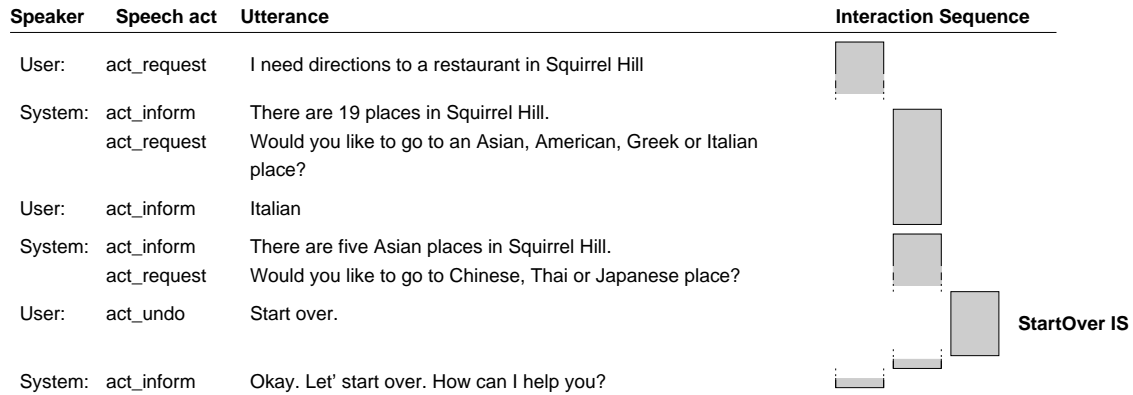 Speaker Speech act Utterance Interaction Sequence
User: act_request I need directions to a restaurant in Squirrel Hill
System: act_inform There are 19 places in Squirrel Hill.
act_request Would you like to go to an Asian, American, Greek or Italian
place?
User: act_inform Italian
System: act_inform There are five Asian places in Squirrel Hill.
act_request Would you like to go to Chinese, Thai or Japanese place?
User: act_undo Start over.
StartOver IS
System: act_inform Okay. Let' start over. How can I help you?